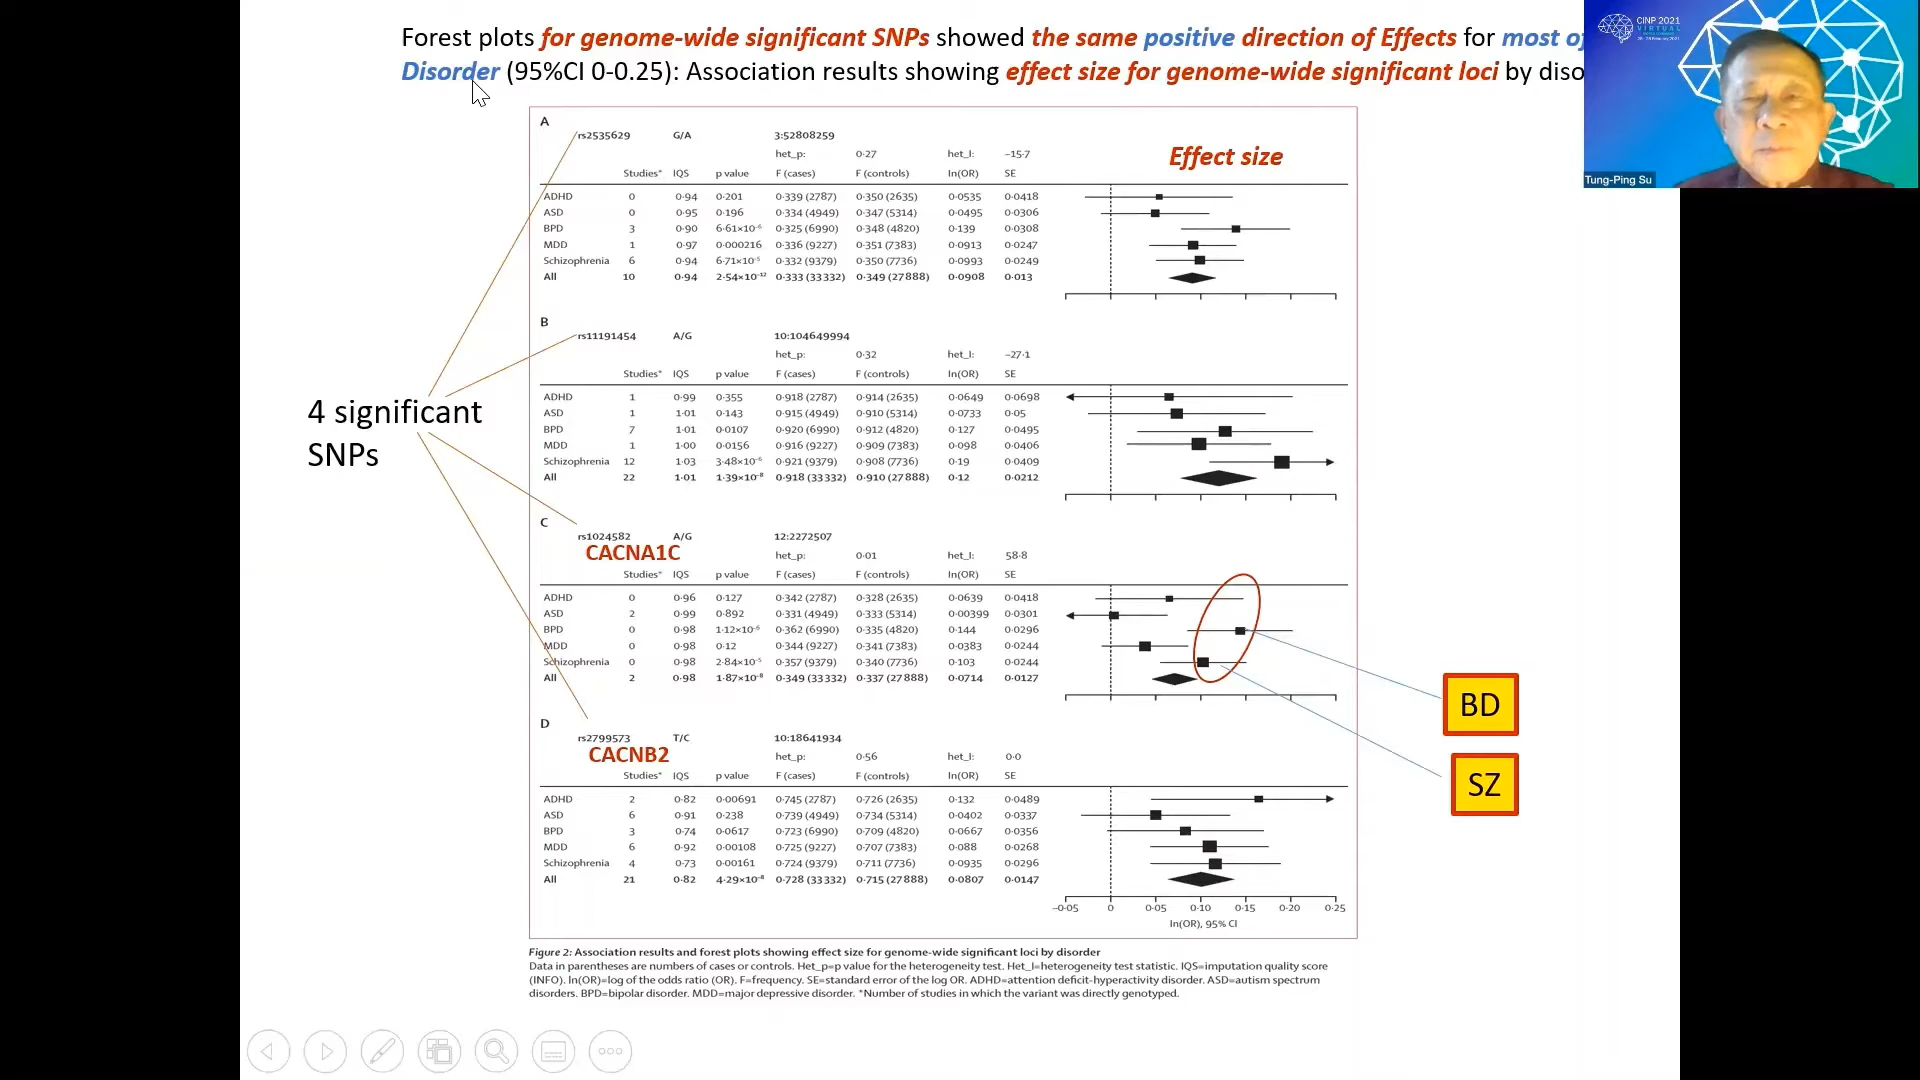 Forest plots for genome-wide significant SNPs showed the same positive direction of Effects for most of
Disorder (95%CI 0-0.25): Association results showing effect size for genome-wide significant loci by diso
CINP 2021
VIRTUAL
Tung-Ping Su
Effect size
4 significant
SNPs
A
rs2535629 G/A 3:52808259
het_p: 0·27 het_I: –15·7
Studies* IQS p value F (cases) F (controls) ln(OR) SE
ADHD 0 0·94 0·201 0·339 (2787) 0·350 (2635) 0·0535 0·0418
ASD 0 0·95 0·196 0·334 (4949) 0·347 (5314) 0·0495 0·0306
BPD 3 0·90 6·61×10⁻⁶ 0·325 (6990) 0·348 (4820) 0·139 0·0308
MDD 1 0·97 0·000216 0·336 (9227) 0·351 (7383) 0·0913 0·0247
Schizophrenia 6 0·94 6·71×10⁻⁵ 0·332 (9379) 0·350 (7736) 0·0993 0·0249
All 10 0·94 2·54×10⁻¹² 0·333 (33 332) 0·349 (27 888) 0·0908 0·013
B
rs11191454 A/G 10:104649994
het_p: 0·32 het_I: –27·1
Studies* IQS p value F (cases) F (controls) ln(OR) SE
ADHD 1 0·99 0·355 0·918 (2787) 0·914 (2635) 0·0649 0·0698
ASD 1 1·01 0·143 0·915 (4949) 0·910 (5314) 0·0733 0·05
BPD 7 1·01 0·0107 0·920 (6990) 0·912 (4820) 0·127 0·0495
MDD 1 1·00 0·0156 0·916 (9227) 0·909 (7383) 0·098 0·0406
Schizophrenia 12 1·03 3·48×10⁻⁶ 0·921 (9379) 0·908 (7736) 0·19 0·0409
All 22 1·01 1·39×10⁻⁸ 0·918 (33 332) 0·910 (27 888) 0·12 0·0212
C
rs1024582 A/G 12:2272507
CACNA1C
het_p: 0·01 het_I: 58·8
Studies* IQS p value F (cases) F (controls) ln(OR) SE
ADHD 0 0·96 0·127 0·342 (2787) 0·328 (2635) 0·0639 0·0418
ASD 2 0·99 0·892 0·331 (4949) 0·333 (5314) 0·00399 0·0301
BPD 0 0·98 1·12×10⁻⁶ 0·362 (6990) 0·335 (4820) 0·144 0·0296
MDD 0 0·98 0·12 0·344 (9227) 0·341 (7383) 0·0383 0·0244
Schizophrenia 0 0·98 2·84×10⁻⁵ 0·357 (9379) 0·340 (7736) 0·103 0·0244
All 2 0·98 1·87×10⁻⁸ 0·349 (33 332) 0·337 (27 888) 0·0714 0·0127
BD
SZ
D
rs2799573 T/C 10:18641934
CACNB2
het_p: 0·56 het_I: 0·0
Studies* IQS p value F (cases) F (controls) ln(OR) SE
ADHD 2 0·82 0·00691 0·745 (2787) 0·726 (2635) 0·132 0·0489
ASD 6 0·91 0·238 0·739 (4949) 0·734 (5314) 0·0402 0·0337
BPD 3 0·74 0·0617 0·723 (6990) 0·709 (4820) 0·0667 0·0356
MDD 6 0·92 0·00108 0·725 (9227) 0·707 (7383) 0·088 0·0268
Schizophrenia 4 0·73 0·00161 0·724 (9379) 0·711 (7736) 0·0935 0·0296
All 21 0·82 4·29×10⁻⁸ 0·728 (33 332) 0·715 (27 888) 0·0807 0·0147
–0·05 0 0·05 0·10 0·15 0·20 0·25
ln(OR), 95% CI
Figure 2: Association results and forest plots showing effect size for genome-wide significant loci by disorder
Data in parentheses are numbers of cases or controls. Het_p=p value for the heterogeneity test. Het_I=heterogeneity test statistic. IQS=imputation quality score
(INFO). ln(OR)=log of the odds ratio (OR). F=frequency. SE=standard error of the log OR. ADHD=attention deficit-hyperactivity disorder. ASD=autism spectrum
disorders. BPD=bipolar disorder. MDD=major depressive disorder. *Number of studies in which the variant was directly genotyped.